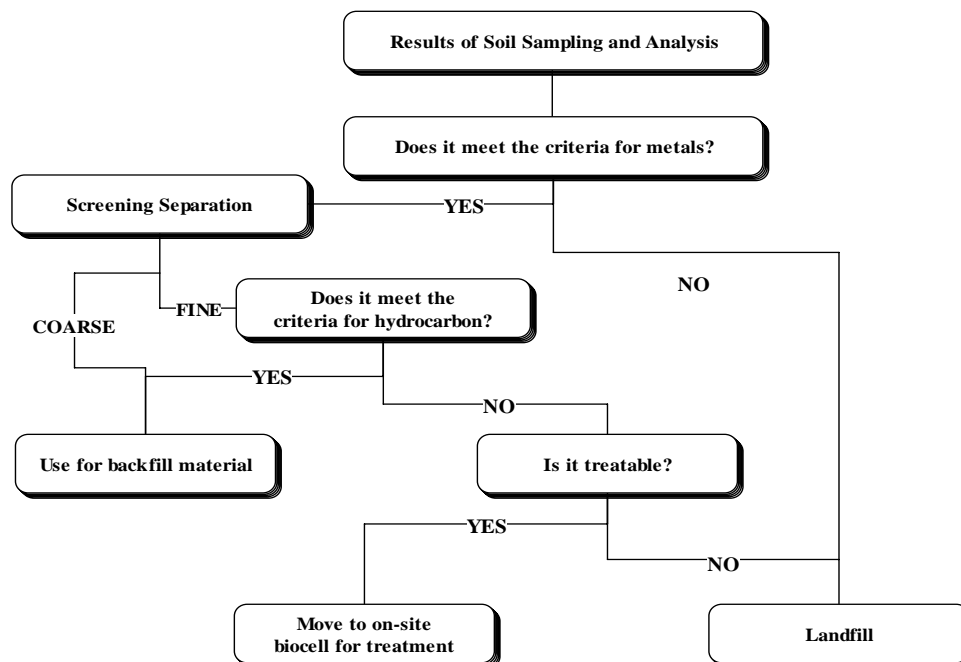 Results of Soil Sampling and Analysis
Does it meet the criteria for metals?
Screening Separation
YES
NO
Does it meet the
criteria for hydrocarbon?
FINE
COARSE
YES
NO
Use for backfill material
Is it treatable?
YES
NO
Move to on-site
biocell for treatment
Landfill